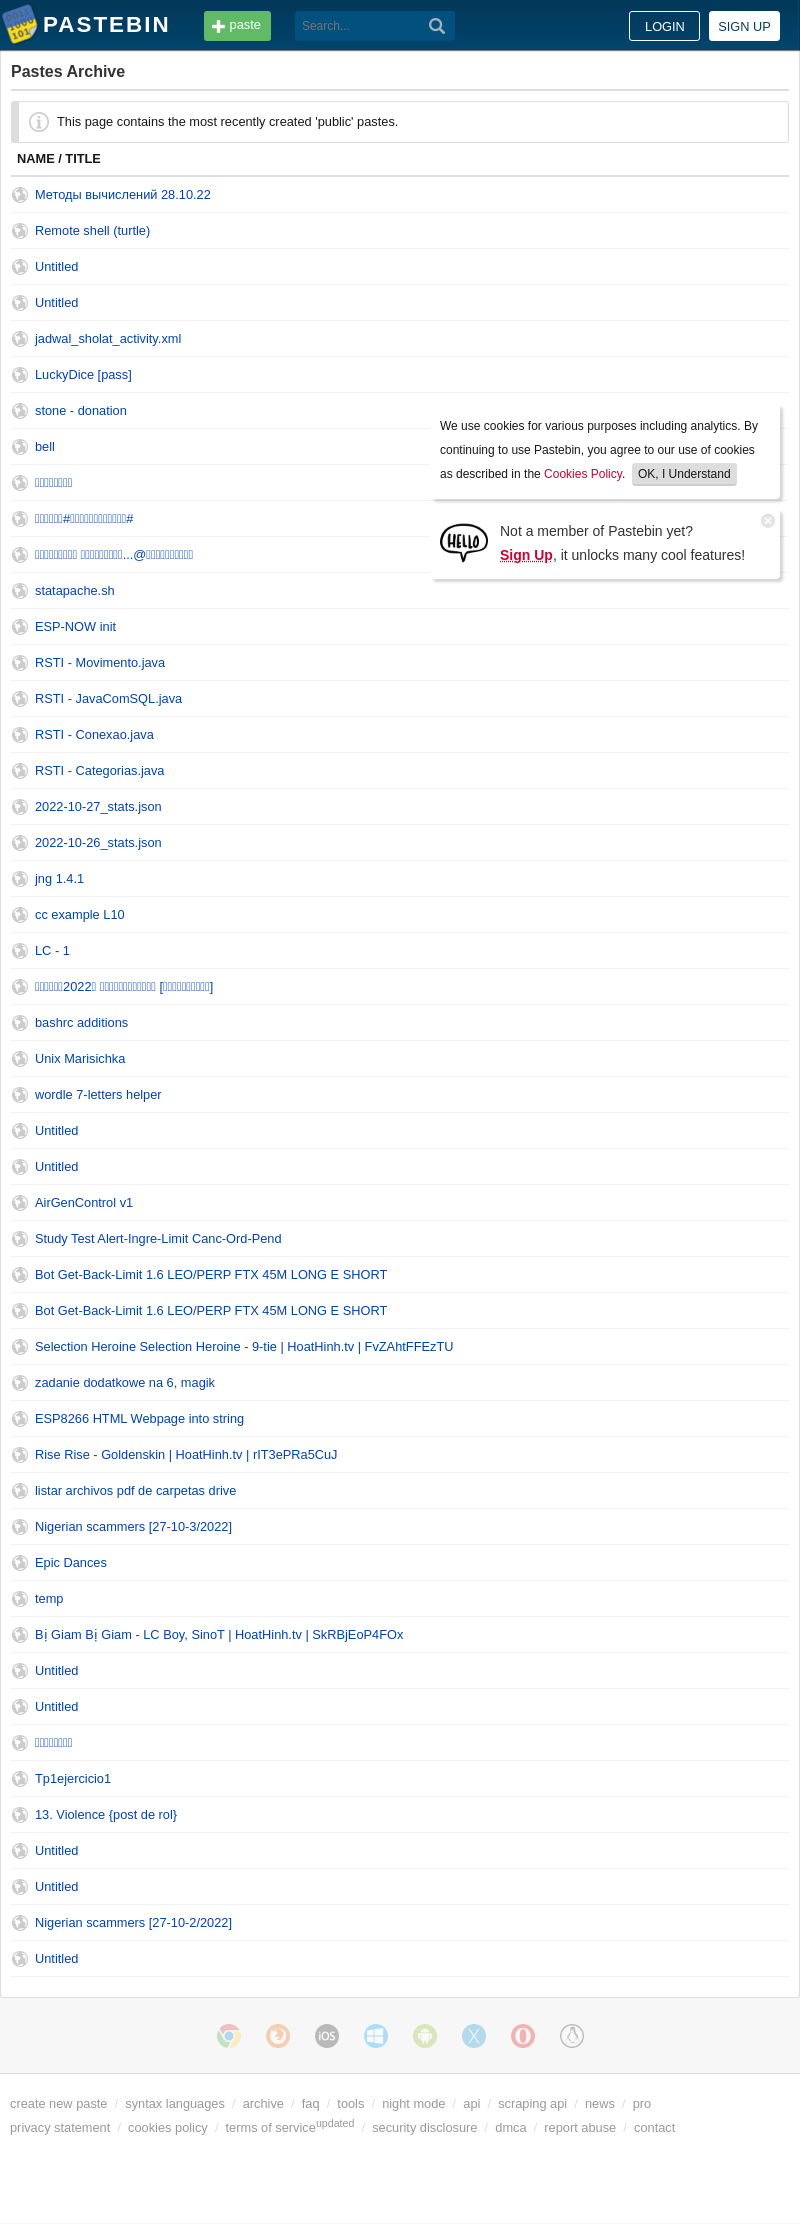 PASTEBIN
paste
Search...
LOGIN
SIGN UP
Pastes Archive
This page contains the most recently created 'public' pastes.
NAME / TITLE
Методы вычислений 28.10.22
Remote shell (turtle)
Untitled
Untitled
jadwal_sholat_activity.xml
LuckyDice [pass]
stone - donation
We use cookies for various purposes including analytics. By
continuing to use Pastebin, you agree to our use of cookies
as described in the Cookies Policy. OK, I Understand
bell
HELLO
Not a member of Pastebin yet?
Sign Up, it unlocks many cool features!
statapache.sh
ESP-NOW init
RSTI - Movimento.java
RSTI - JavaComSQL.java
RSTI - Conexao.java
RSTI - Categorias.java
2022-10-27_stats.json
2022-10-26_stats.json
jng 1.4.1
cc example L10
LC - 1
2022
bashrc additions
Unix Marisichka
wordle 7-letters helper
Untitled
Untitled
AirGenControl v1
Study Test Alert-Ingre-Limit Canc-Ord-Pend
Bot Get-Back-Limit 1.6 LEO/PERP FTX 45M LONG E SHORT
Bot Get-Back-Limit 1.6 LEO/PERP FTX 45M LONG E SHORT
Selection Heroine Selection Heroine - 9-tie | HoatHinh.tv | FvZAhtFFEzTU
zadanie dodatkowe na 6, magik
ESP8266 HTML Webpage into string
Rise Rise - Goldenskin | HoatHinh.tv | rIT3ePRa5CuJ
listar archivos pdf de carpetas drive
Nigerian scammers [27-10-3/2022]
Epic Dances
temp
Bị Giam Bị Giam - LC Boy, SinoT | HoatHinh.tv | SkRBjEoP4FOx
Untitled
Untitled
Tp1ejercicio1
13. Violence {post de rol}
Untitled
Untitled
Nigerian scammers [27-10-2/2022]
Untitled
iOS
create new paste / syntax languages / archive / faq / tools / night mode / api / scraping api / news / pro
privacy statement / cookies policy / terms of service updated / security disclosure / dmca / report abuse / contact